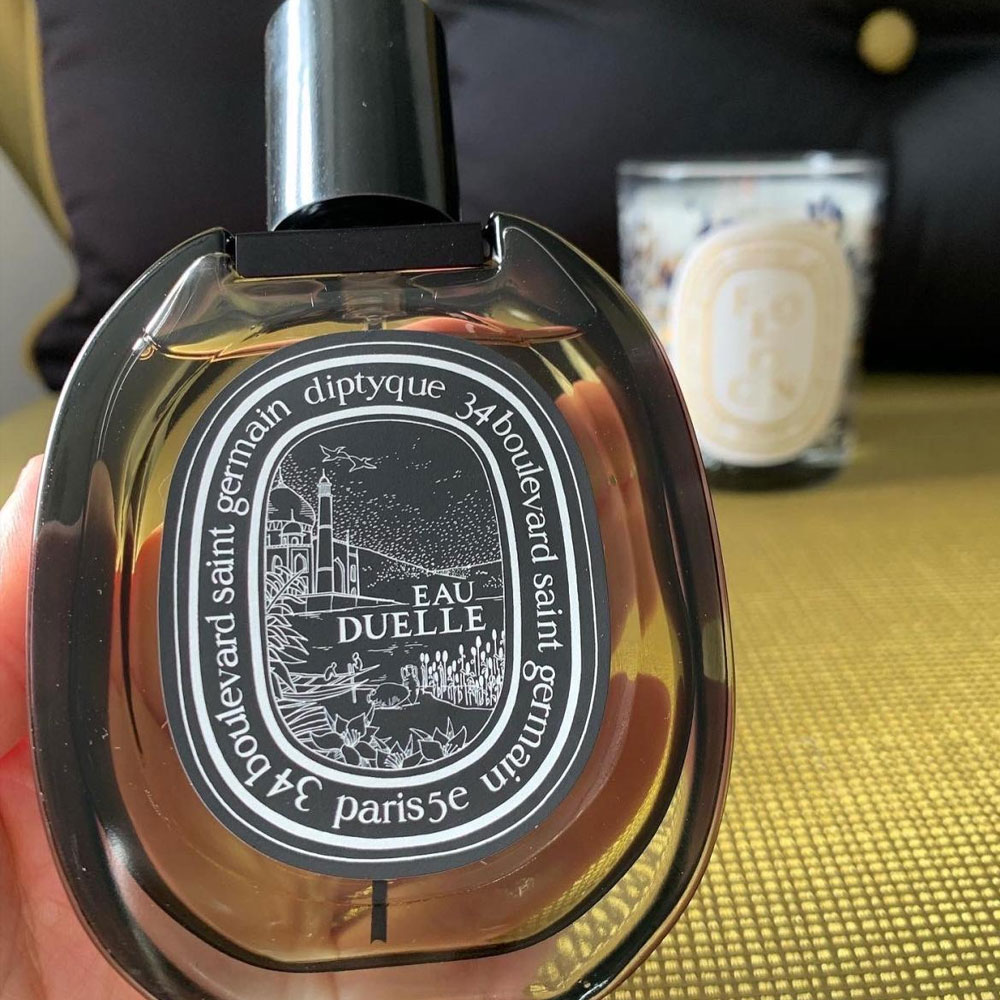 diptyque
34 boulevard saint germain
paris 5e
34 boulevard saint germain
EAU
DUELLE